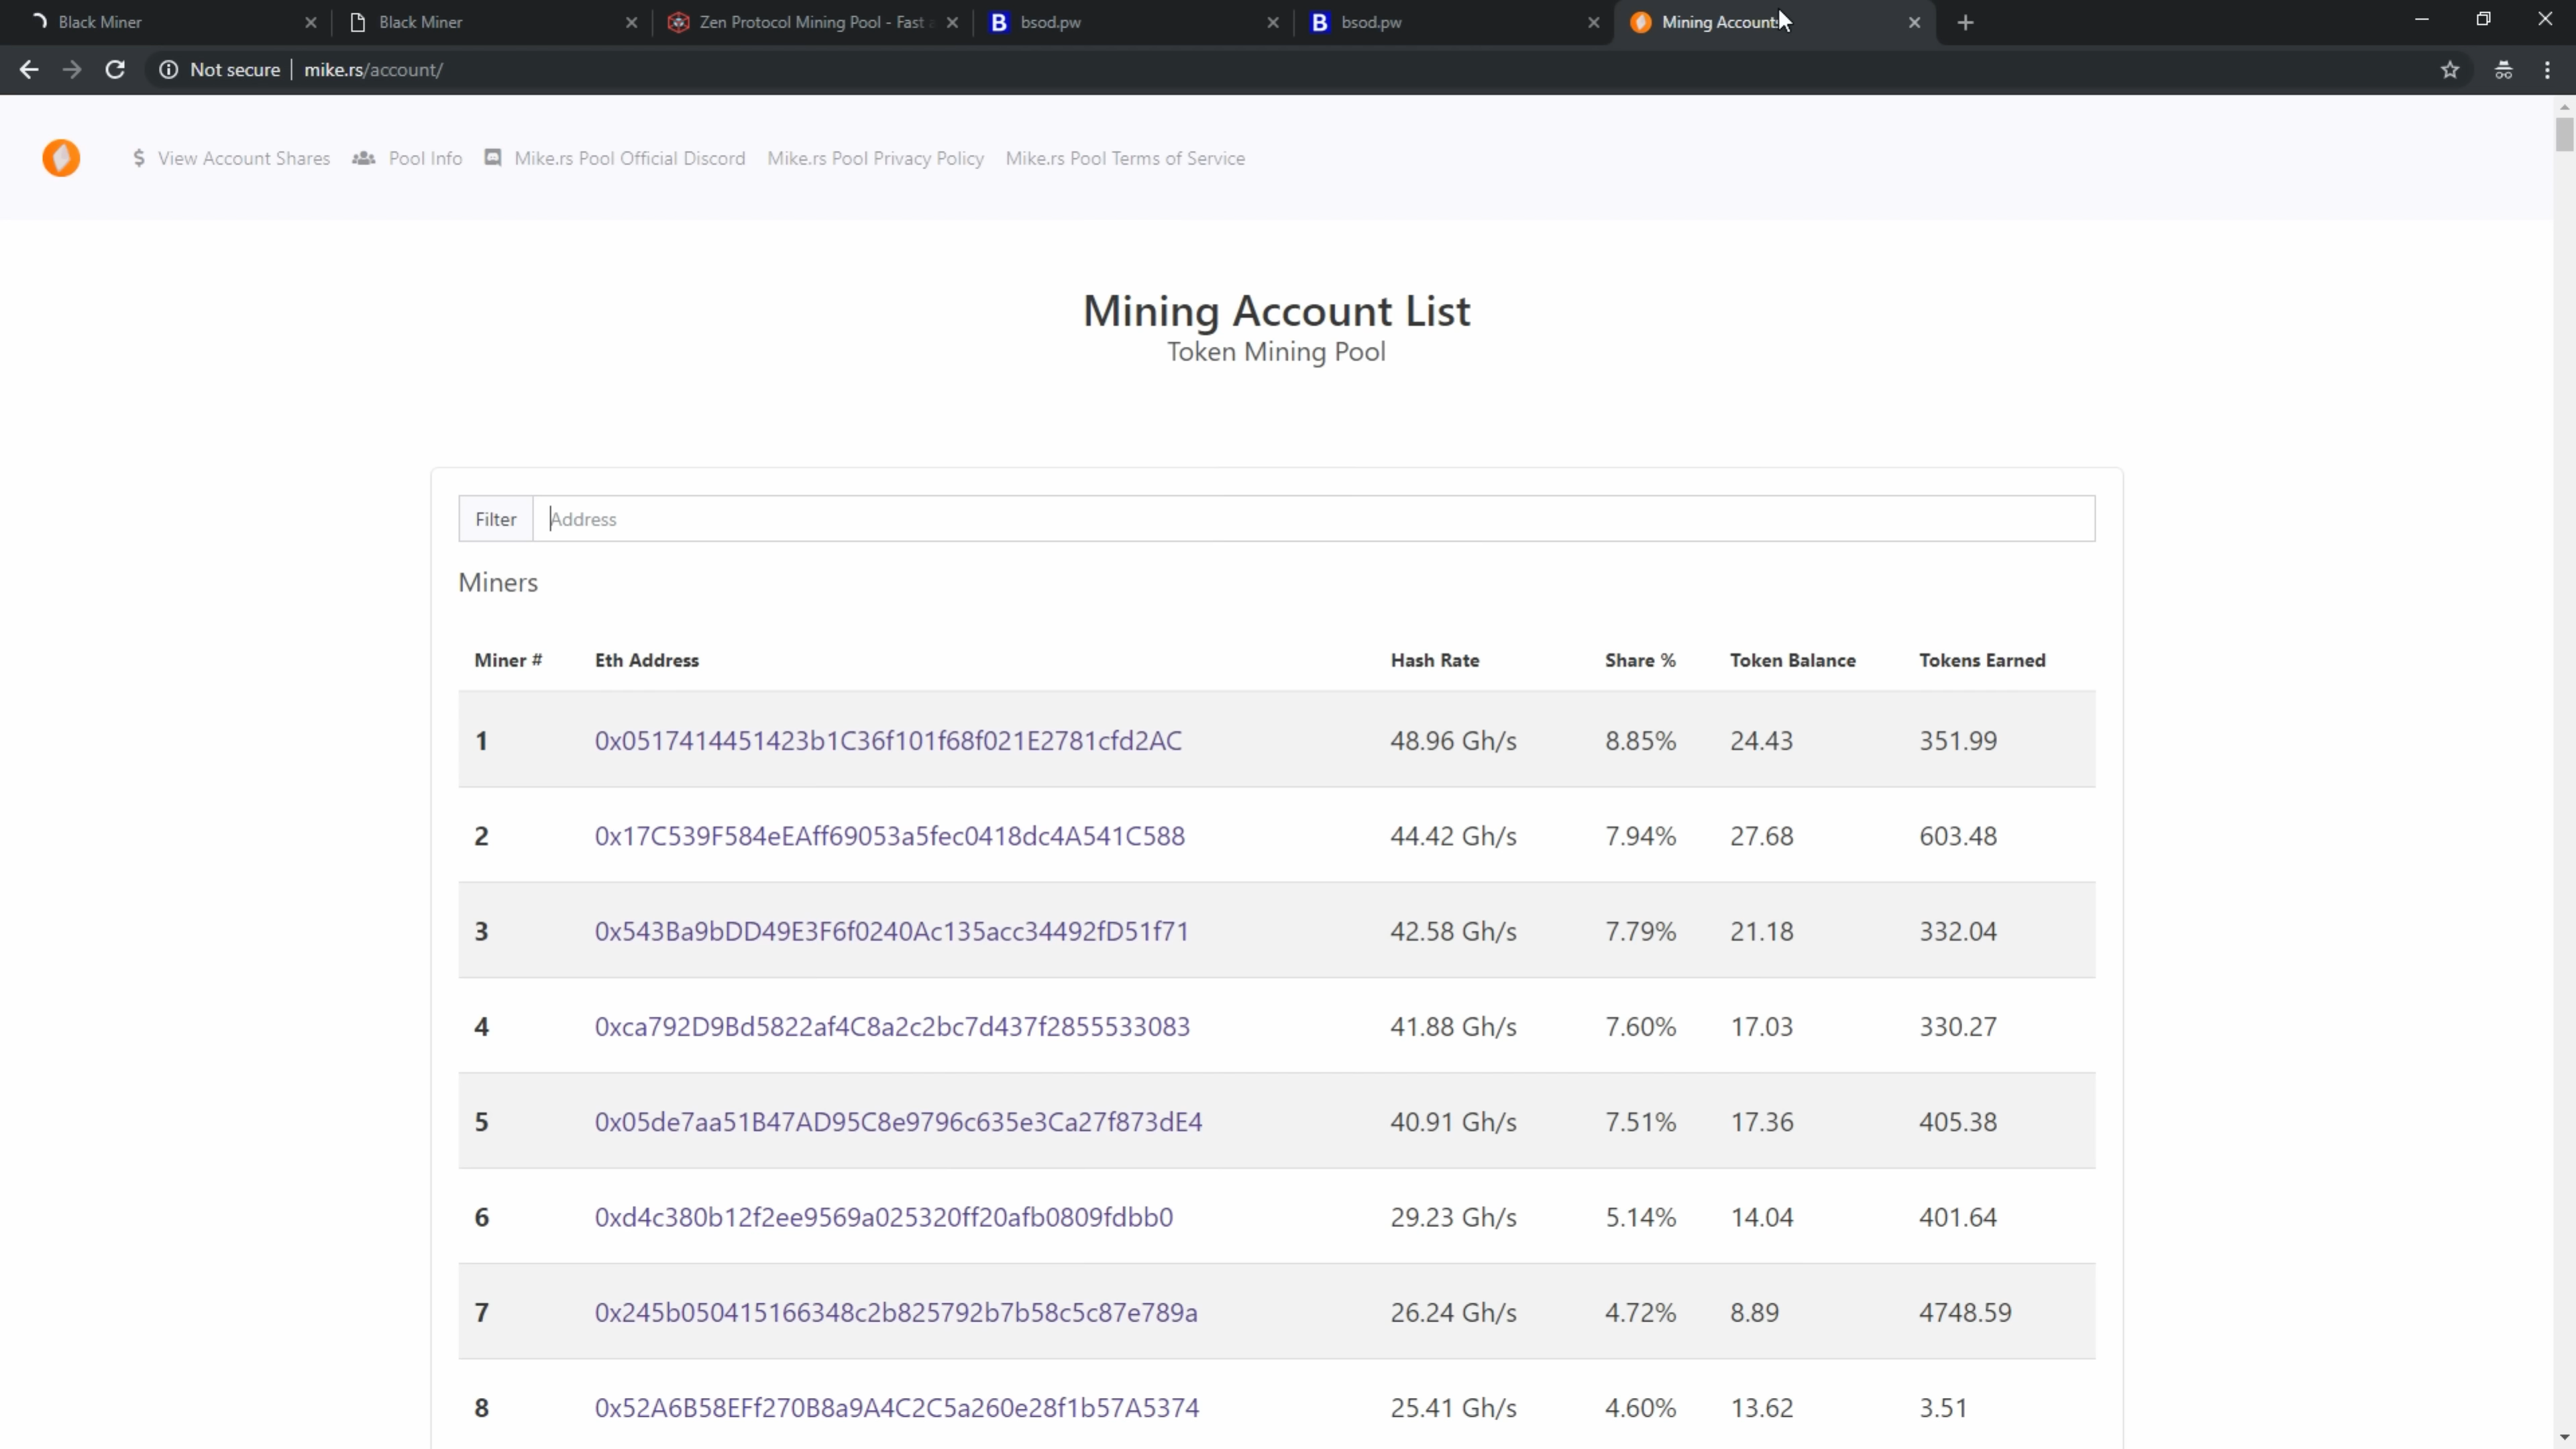 Black Miner
Black Miner
Zen Protocol Mining Pool - Fast
bsod.pw
bsod.pw
Mining Accounts
Not secure | mike.rs/account/
View Account Shares Pool Info Mike.rs Pool Official Discord Mike.rs Pool Privacy Policy Mike.rs Pool Terms of Service
Mining Account List
Token Mining Pool
Filter Address
Miners
Miner # Eth Address Hash Rate Share % Token Balance Tokens Earned
1 0x0517414451423b1C36f101f68f021E2781cfd2AC 48.96 Gh/s 8.85% 24.43 351.99
2 0x17C539F584eEAff69053a5fec0418dc4A541C588 44.42 Gh/s 7.94% 27.68 603.48
3 0x543Ba9bDD49E3F6f0240Ac135acc34492fD51f71 42.58 Gh/s 7.79% 21.18 332.04
4 0xca792D9Bd5822af4C8a2c2bc7d437f2855533083 41.88 Gh/s 7.60% 17.03 330.27
5 0x05de7aa51B47AD95C8e9796c635e3Ca27f873dE4 40.91 Gh/s 7.51% 17.36 405.38
6 0xd4c380b12f2ee9569a025320ff20afb0809fdbb0 29.23 Gh/s 5.14% 14.04 401.64
7 0x245b050415166348c2b825792b7b58c5c87e789a 26.24 Gh/s 4.72% 8.89 4748.59
8 0x52A6B58EFf270B8a9A4C2C5a260e28f1b57A5374 25.41 Gh/s 4.60% 13.62 3.51